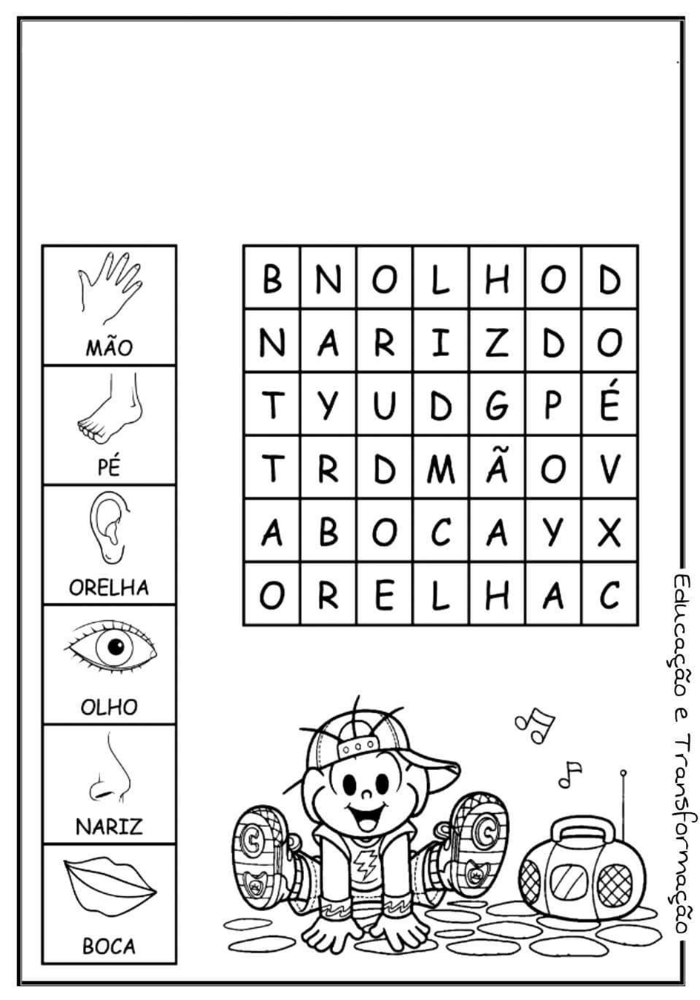 MÃO
PÉ
ORELHA
OLHO
NARIZ
BOCA
B N O L H O D
N A R I Z D O
T Y U D G P É
T R D M Ã O V
A B O C A Y X
O R E L H A C
C C
Educação e Transformação